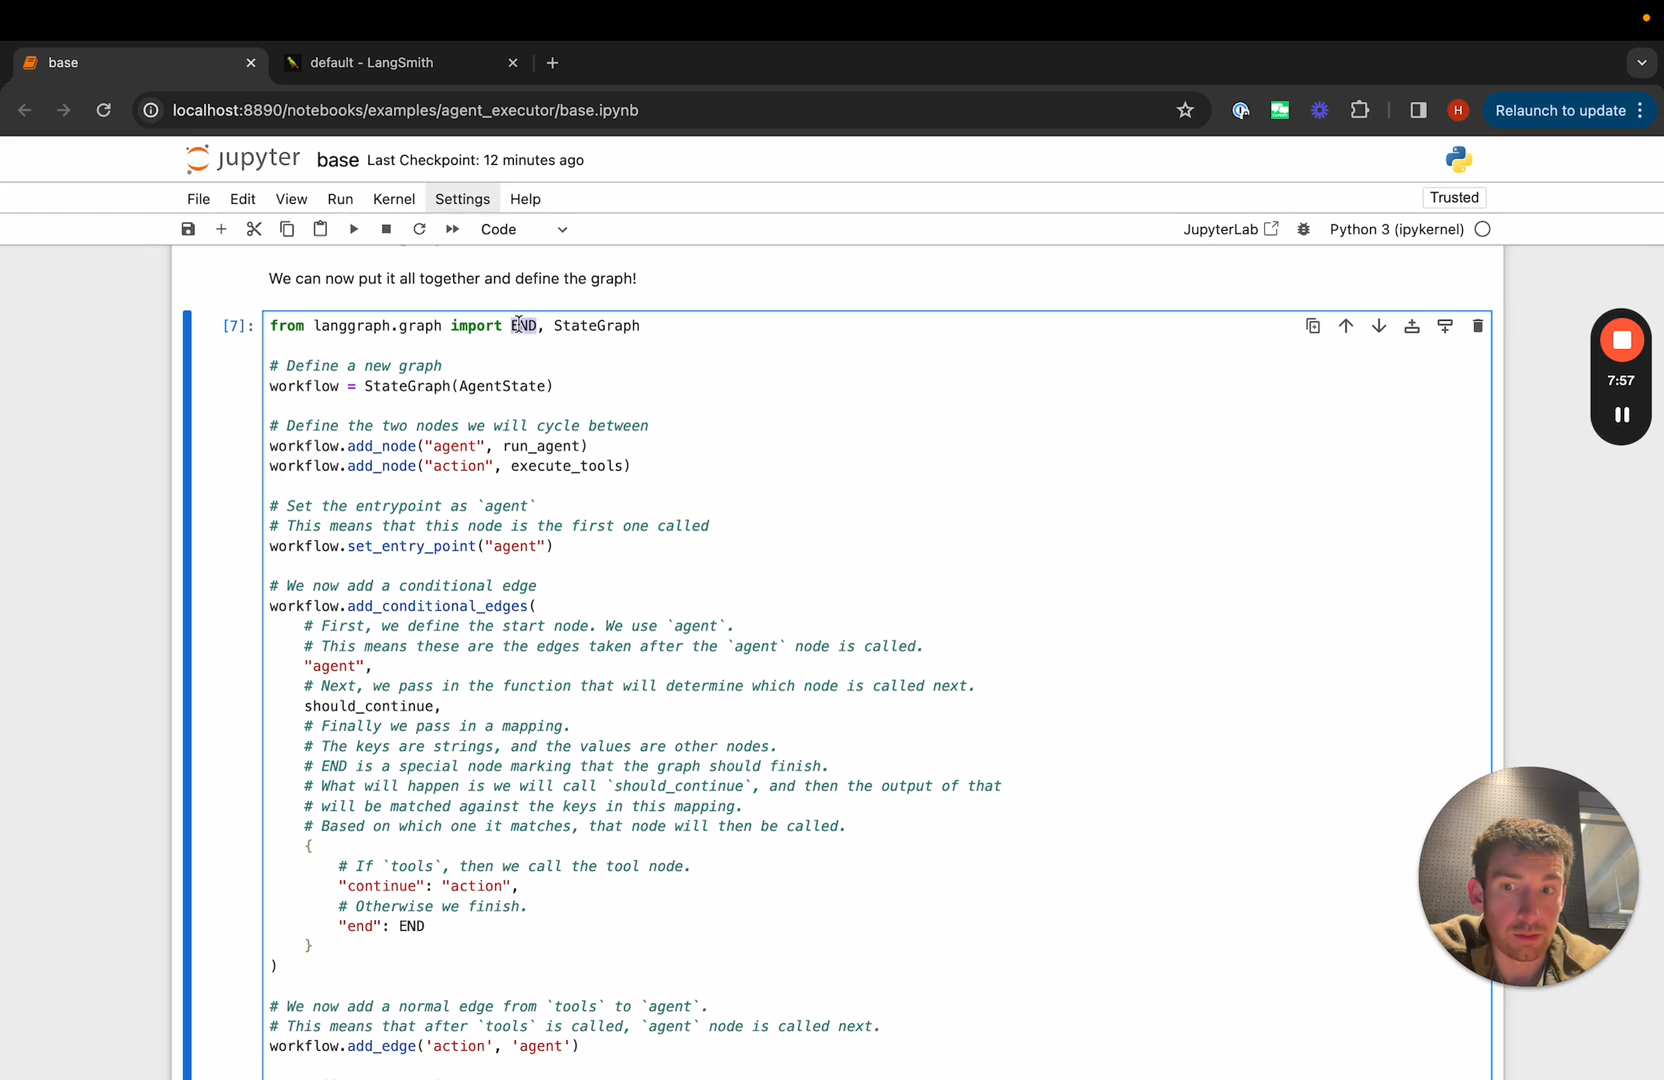 base
default - LangSmith
localhost:8890/notebooks/examples/agent_executor/base.ipynb
H
Relaunch to update
jupyter base Last Checkpoint: 12 minutes ago
File Edit View Run Kernel Settings Help
Trusted
Code
JupyterLab
Python 3 (ipykernel)
We can now put it all together and define the graph!
[7]:
from langgraph.graph import END, StateGraph
# Define a new graph
workflow = StateGraph(AgentState)
# Define the two nodes we will cycle between
workflow.add_node("agent", run_agent)
workflow.add_node("action", execute_tools)
# Set the entrypoint as `agent`
# This means that this node is the first one called
workflow.set_entry_point("agent")
# We now add a conditional edge
workflow.add_conditional_edges(
# First, we define the start node. We use `agent`.
# This means these are the edges taken after the `agent` node is called.
"agent",
# Next, we pass in the function that will determine which node is called next.
should_continue,
# Finally we pass in a mapping.
# The keys are strings, and the values are other nodes.
# END is a special node marking that the graph should finish.
# What will happen is we will call `should_continue`, and then the output of that
# will be matched against the keys in this mapping.
# Based on which one it matches, that node will then be called.
{
# If `tools`, then we call the tool node.
"continue": "action",
# Otherwise we finish.
"end": END
}
)
# We now add a normal edge from `tools` to `agent`.
# This means that after `tools` is called, `agent` node is called next.
workflow.add_edge('action', 'agent')
7:57